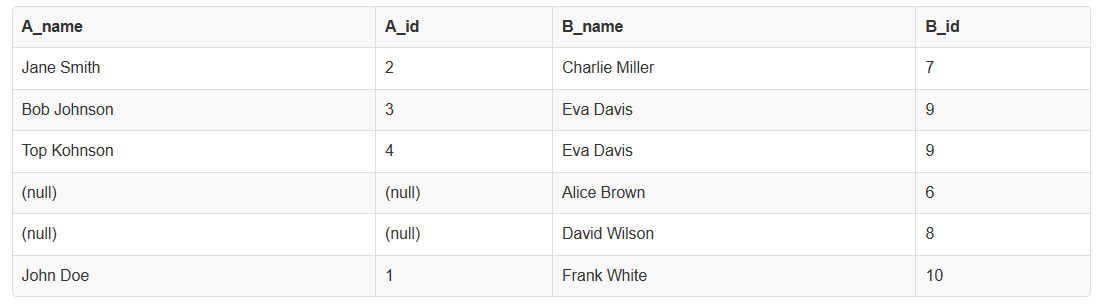 A_name A_id B_name B_id
Jane Smith 2 Charlie Miller 7
Bob Johnson 3 Eva Davis 9
Top Kohnson 4 Eva Davis 9
(null) (null) Alice Brown 6
(null) (null) David Wilson 8
John Doe 1 Frank White 10